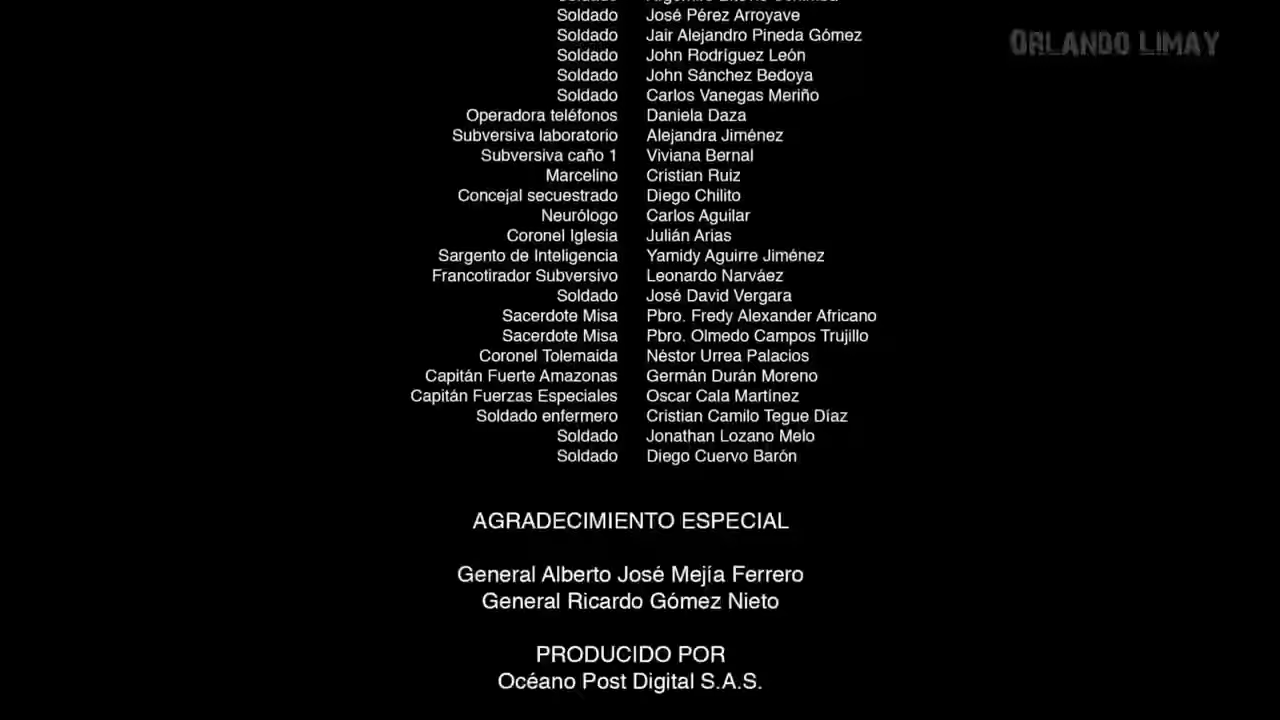 Soldado José Pérez Arroyave
Soldado Jair Alejandro Pineda Gómez
Soldado John Rodríguez León
Soldado John Sánchez Bedoya
Soldado Carlos Vanegas Meriño
Operadora teléfonos Daniela Daza
Subversiva laboratorio Alejandra Jiménez
Subversiva caño 1 Viviana Bernal
Marcelino Cristian Ruiz
Concejal secuestrado Diego Chilito
Neurólogo Carlos Aguilar
Coronel Iglesia Julián Arias
Sargento de Inteligencia Yamidy Aguirre Jiménez
Francotirador Subversivo Leonardo Narváez
Soldado José David Vergara
Sacerdote Misa Pbro. Fredy Alexander Africano
Sacerdote Misa Pbro. Olmedo Campos Trujillo
Coronel Tolemaida Néstor Urrea Palacios
Capitán Fuerte Amazonas Germán Durán Moreno
Capitán Fuerzas Especiales Oscar Cala Martínez
Soldado enfermero Cristian Camilo Tegue Díaz
Soldado Jonathan Lozano Melo
Soldado Diego Cuervo Barón
AGRADECIMIENTO ESPECIAL
General Alberto José Mejía Ferrero
General Ricardo Gómez Nieto
PRODUCIDO POR
Océano Post Digital S.A.S.
ORLANDO LIMAY